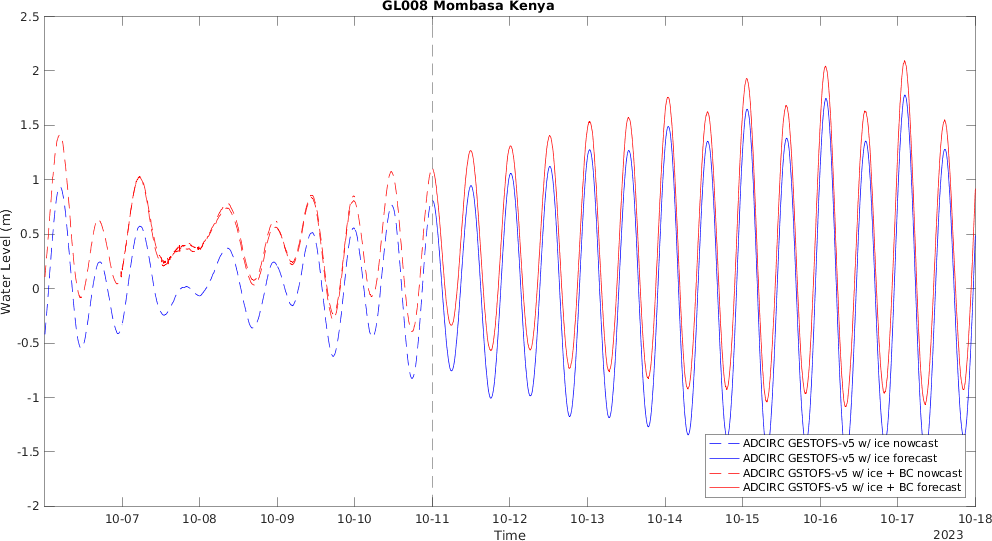 GL008 Mombasa Kenya
2.5
2
1.5
1
0.5
0
-0.5
-1
-1.5
-2
Water Level (m)
ADCIRC GESTOFS-v5 w/ ice nowcast
ADCIRC GESTOFS-v5 w/ ice forecast
ADCIRC GSTOFS-v5 w/ ice + BC nowcast
ADCIRC GSTOFS-v5 w/ ice + BC forecast
10-07 10-08 10-09 10-10 10-11 10-12 10-13 10-14 10-15 10-16 10-17 10-18
Time
2023